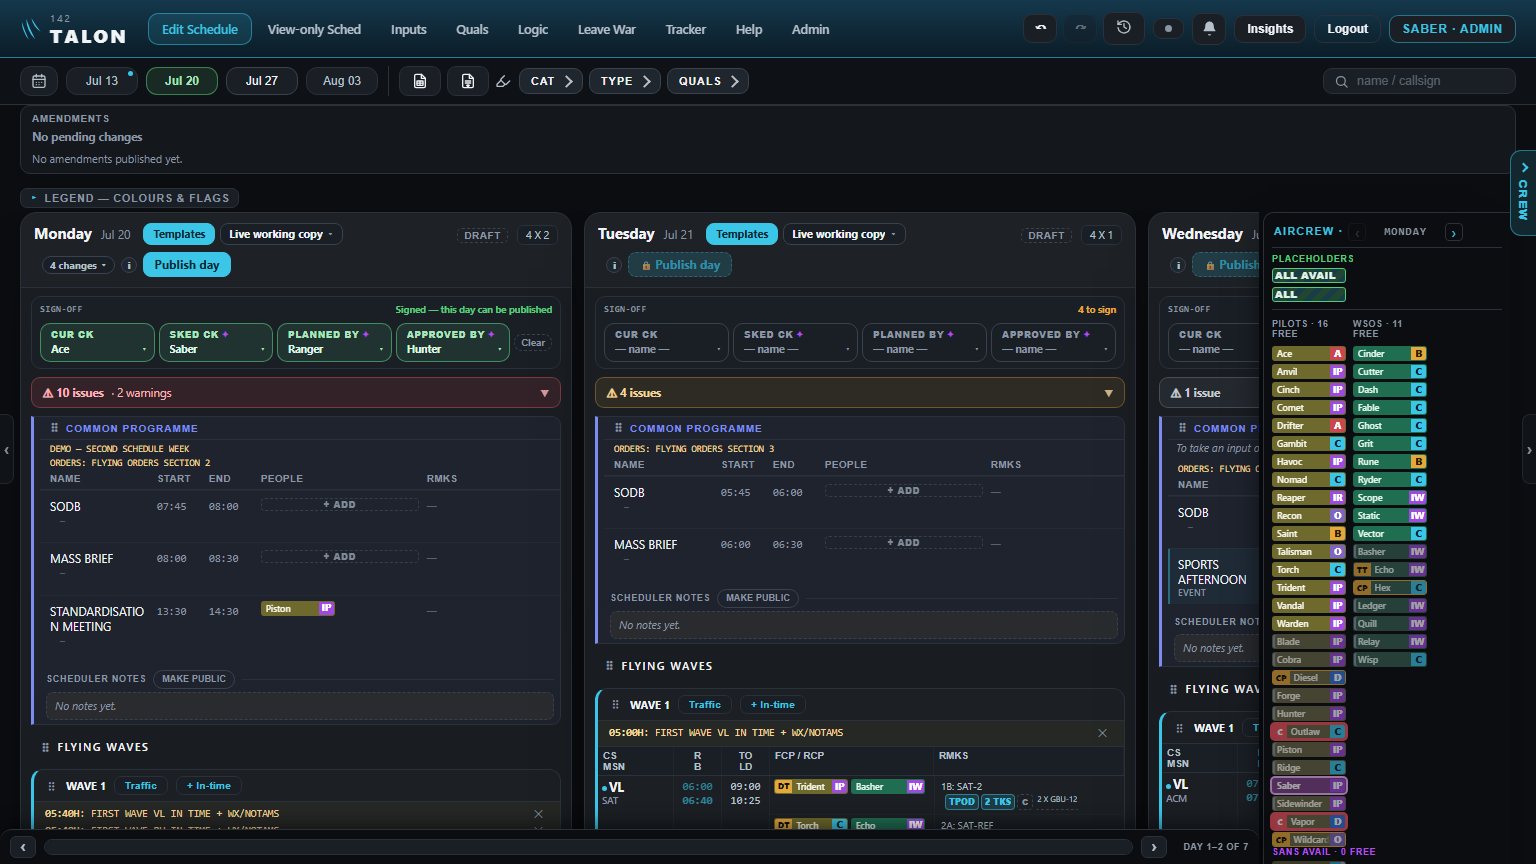 142
TALON
Edit Schedule
View-only Sched
Inputs
Quals
Logic
Leave War
Tracker
Help
Admin
Insights
Logout
SABER · ADMIN
Jul 13
Jul 20
Jul 27
Aug 03
CAT
TYPE
QUALS
name / callsign
AMENDMENTS
No pending changes
No amendments published yet.
CREW
LEGEND — COLOURS & FLAGS
Monday Jul 20 Templates Live working copy DRAFT 4 X 2
4 changes i Publish day
SIGN-OFF Signed — this day can be published
CUR CK SKED CK PLANNED BY APPROVED BY
Ace Saber Ranger Hunter Clear
10 issues · 2 warnings
COMMON PROGRAMME
DEMO — SECOND SCHEDULE WEEK
ORDERS: FLYING ORDERS SECTION 2
NAME START END PEOPLE RMKS
SODB 07:45 08:00 + ADD —
—
MASS BRIEF 08:00 08:30 + ADD —
—
STANDARDISATIO 13:30 14:30 Piston IP —
N MEETING
—
SCHEDULER NOTES MAKE PUBLIC
No notes yet.
FLYING WAVES
WAVE 1 Traffic + In-time
05:40H: FIRST WAVE VL IN TIME + WX/NOTAMS
Tuesday Jul 21 Templates Live working copy DRAFT 4 X 1
i Publish day
SIGN-OFF 4 to sign
CUR CK SKED CK PLANNED BY APPROVED BY
— name — — name — — name — — name —
4 issues
COMMON PROGRAMME
ORDERS: FLYING ORDERS SECTION 3
NAME START END PEOPLE RMKS
SODB 05:45 06:00 + ADD —
—
MASS BRIEF 06:00 06:30 + ADD —
—
SCHEDULER NOTES MAKE PUBLIC
No notes yet.
FLYING WAVES
WAVE 1 Traffic + In-time
05:00H: FIRST WAVE VL IN TIME + WX/NOTAMS
CS R TO FCP / RCP RMKS
MSN B LD
VL 06:00 09:00 DT Trident IP Basher IW 1B: SAT-2
SAT 06:40 10:25 TPOD 2 TKS C 2 X GBU-12
DT Torch C Echo IW 2A: SAT-REF
Wednesday Ju
i Publish
SIGN-OFF
CUR CK
— name —
1 issue
COMMON P
To take an input o
ORDERS: FLYING O
NAME
SODB
—
SPORTS
AFTERNOON
EVENT
SCHEDULER NOT
No notes yet.
FLYING WAV
WAVE 1 T
CS
MSN
VL 07
ACM 07
AIRCREW · MONDAY
PLACEHOLDERS
ALL AVAIL
ALL
PILOTS · 16 FREE
Ace A
Anvil IP
Cinch IP
Comet IP
Drifter A
Gambit C
Havoc IP
Nomad C
Reaper IR
Recon O
Saint B
Talisman O
Torch C
Trident IP
Vandal IP
Warden IP
Blade IP
Cobra IP
CP Diesel D
Forge IP
Hunter IP
C Outlaw C
Piston IP
Ridge C
Saber IP
Sidewinder IP
C Vapor D
CP Wildcard
WSOS · 11 FREE
Cinder B
Cutter C
Dash C
Fable C
Ghost C
Grit C
Rune B
Ryder C
Scope IW
Static IW
Vector C
Basher IW
TT Echo IW
CP Hex C
Ledger IW
Quill IW
Relay IW
Wisp C
SANS AVAIL · 0 FREE
DAY 1–2 OF 7